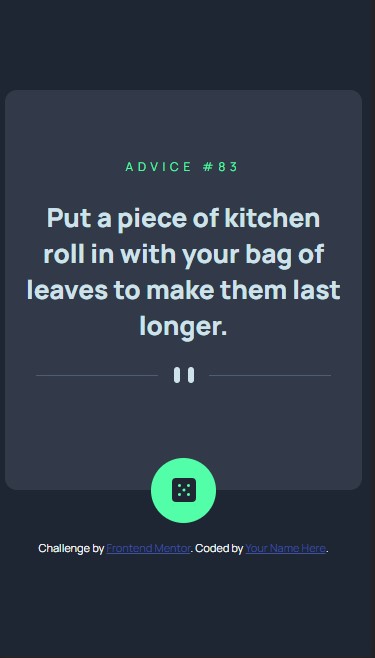 ADVICE #83
Put a piece of kitchen
roll in with your bag of
leaves to make them last
longer.
Challenge by Frontend Mentor. Coded by Your Name Here.